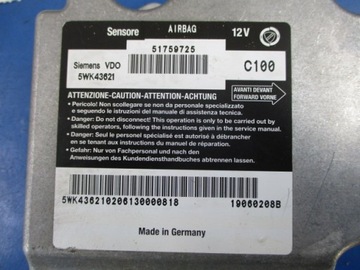 Sensore AIRBAG 12V
51759725
Siemens VDO C100
5WK43621
AVANTI DEVANT
FORWARD VORNE
ATTENZIONE-CAUTION-ATTENTION-ACHTUNG
• Pericolo! Non scollegare se non da personale specializzato
e seguendo le istruzioni del manuale di assistenza tecnica.
• Danger: Do not disconnect! This operation is only to be carried out by
skilled operators, following the instruction given in the service manual.
• Danger: Seul le personel spécialisé est autorisé à débrancher
en se tenant aux instructions du manuel de réparation.
• Gefahr: Nur von Fachpersonal und nach den
Anweisungen des Kundendiensthandbuches abtrennen lassen.
5WK436210206130000818 19060208B
Made in Germany